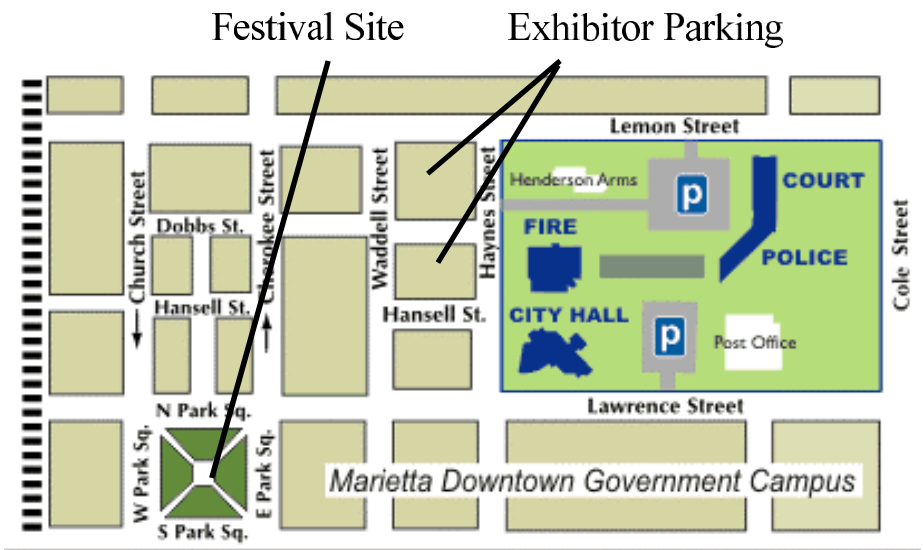 Festival Site
Exhibitor Parking
Lemon Street
Henderson Arms
P
COURT
Church Street
Cherokee Street
Waddell Street
Haynes Street
Dobbs St.
FIRE
POLICE
Cole Street
Hansell St.
Hansell St.
CITY HALL
P
Post Office
N Park Sq.
Lawrence Street
W Park Sq.
E Park Sq.
Marietta Downtown Government Campus
S Park Sq.